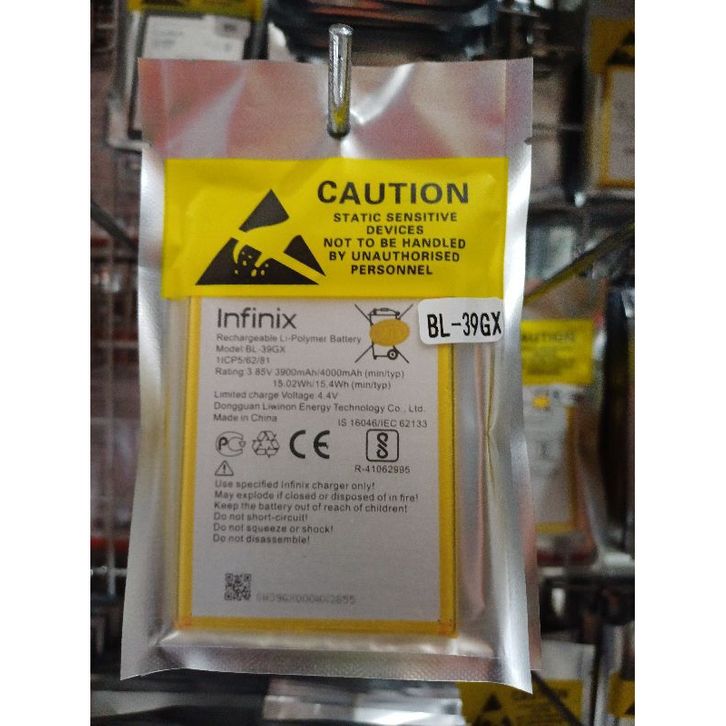 CAUTION
STATIC SENSITIVE
DEVICES
NOT TO BE HANDLED
BY UNAUTHORISED
PERSONNEL
Infinix
Rechargeable Li-Polymer Battery
Model: BL-39GX
1ICP5/62/81
Rating: 3.85V 3900mAh/4000mAh (min/typ)
15.02Wh/15.4Wh (min/typ)
Limited charge Voltage: 4.4V
Dongguan Liwinon Energy Technology Co., Ltd.
Made in China
IS 16046/IEC 62133
BL-39GX
R-41062995
Use specified Infinix charger only!
May explode if closed or disposed of in fire!
Keep the battery out of reach of children!
Do not short-circuit!
Do not squeeze or shock!
Do not disassemble!